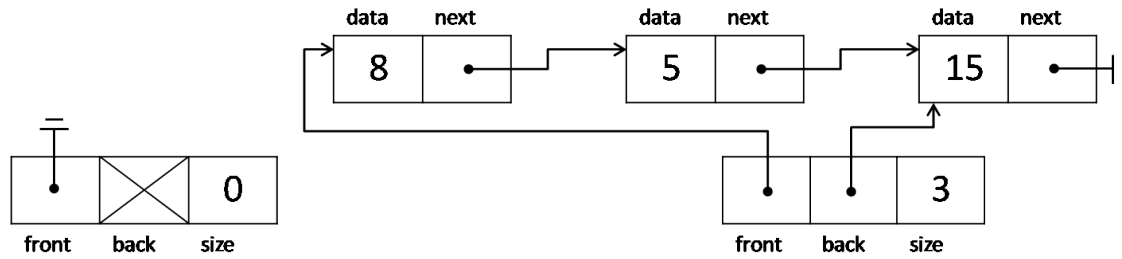 data next data next data next
8 5 15
0 3
front back size front back size